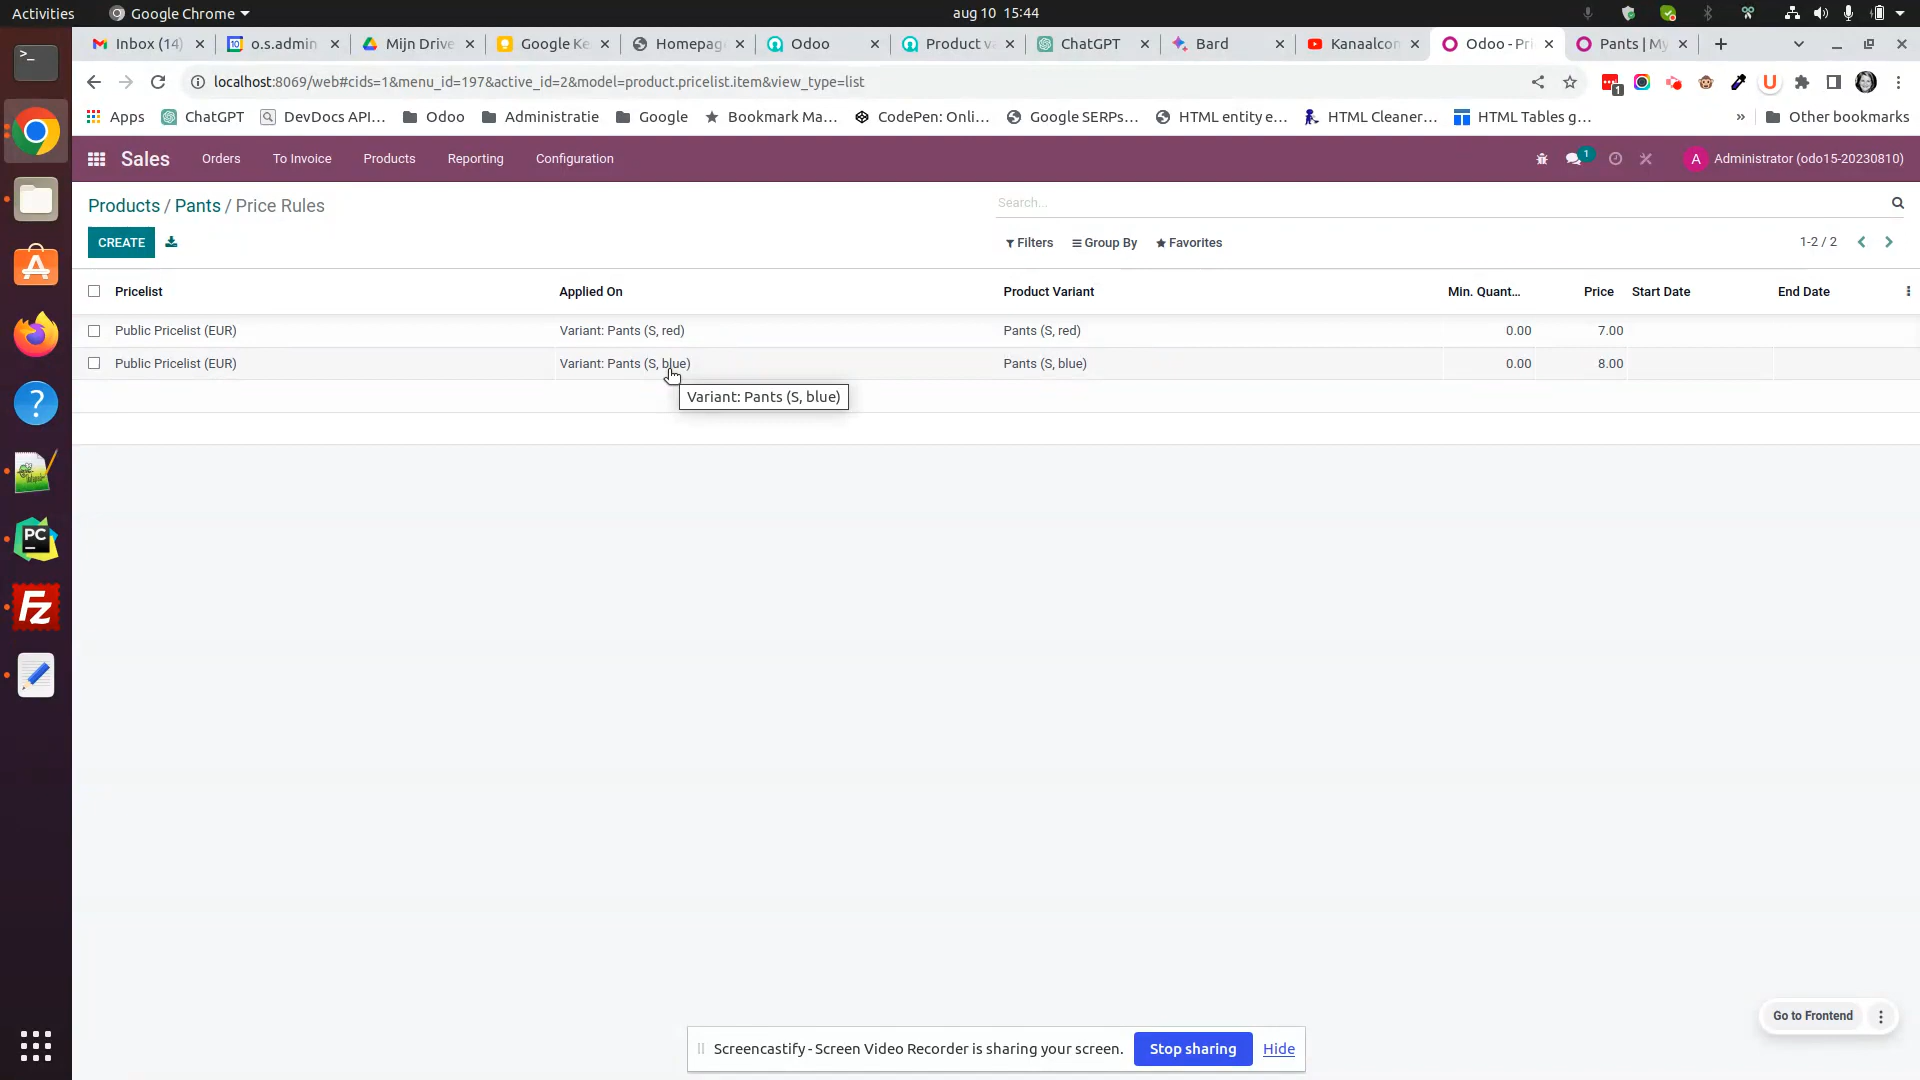 Activities
Google Chrome
aug 10 15:44
Inbox (14)
10
o.s.admin
Mijn Drive
Google Ke
Homepag
Odoo
Product v
ChatGPT
Bard
Kanaalcon
Odoo - Pri
Pants | My
localhost:8069/web#cids=1&menu_id=197&active_id=2&model=product.pricelist.item&view_type=list
1
U
Apps
ChatGPT
DevDocs API...
Odoo
Administratie
Google
Bookmark Ma...
CodePen: Onli...
Google SERPs...
HTML entity e...
HTML Cleaner...
HTML Tables g...
»
Other bookmarks
Sales
Orders
To Invoice
Products
Reporting
Configuration
1
A
Administrator (odo15-20230810)
Products / Pants / Price Rules
Search...
CREATE
Filters
Group By
Favorites
1-2 / 2
Pricelist
Applied On
Product Variant
Min. Quant...
Price
Start Date
End Date
Public Pricelist (EUR)
Variant: Pants (S, red)
Pants (S, red)
0.00
7.00
Public Pricelist (EUR)
Variant: Pants (S, blue)
Pants (S, blue)
0.00
8.00
Variant: Pants (S, blue)
PC
Fz
Go to Frontend
Screencastify - Screen Video Recorder is sharing your screen.
Stop sharing
Hide